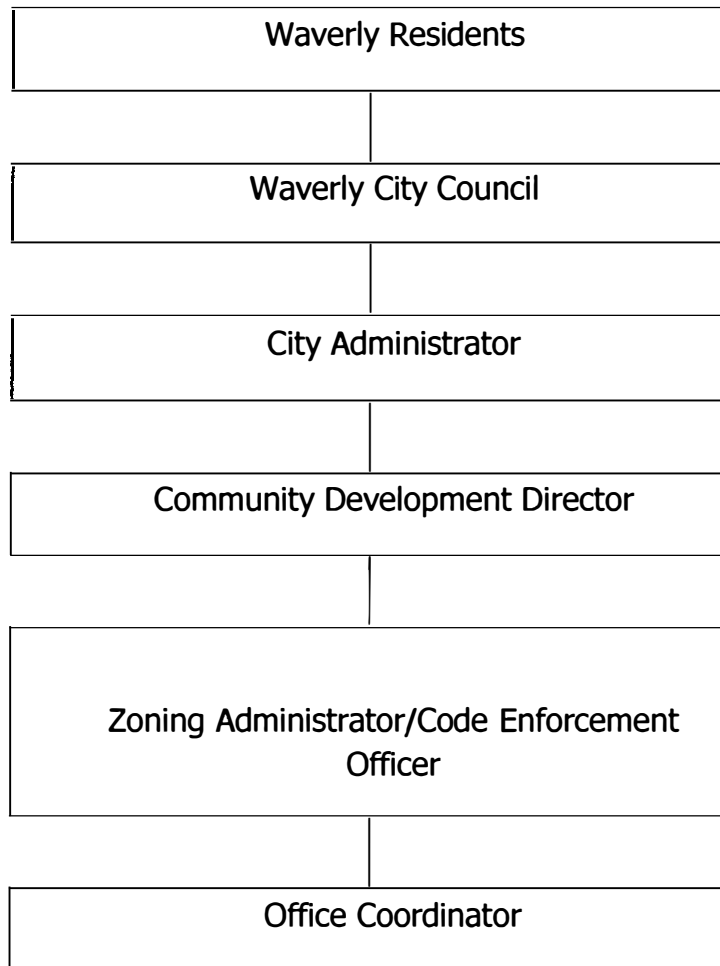 Waverly Residents
Waverly City Council
City Administrator
Community Development Director
Zoning Administrator/Code Enforcement
Officer
Office Coordinator